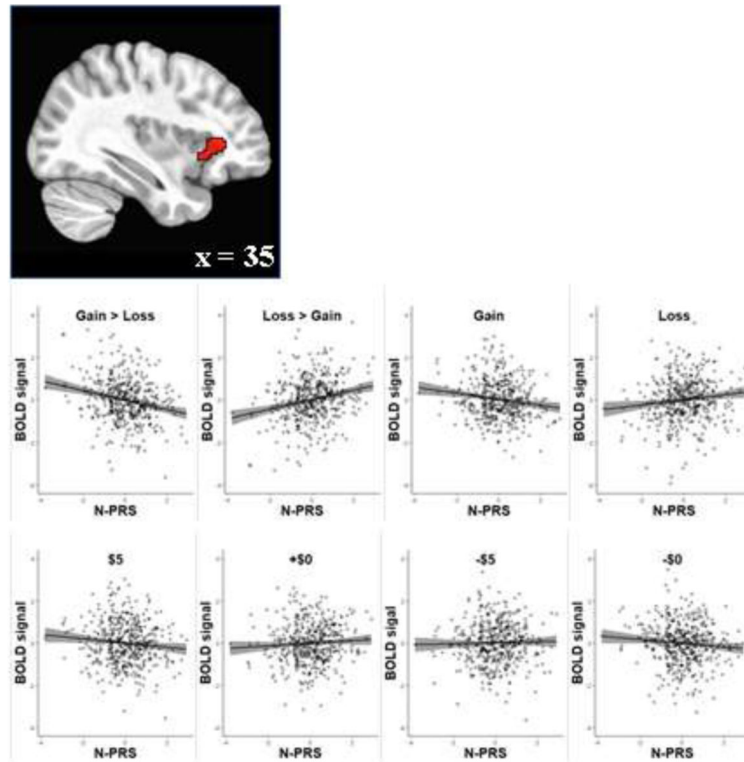 x = 35
Gain > Loss
Loss > Gain
Gain
Loss
BOLD signal
BOLD signal
BOLD signal
BOLD signal
N-PRS
N-PRS
N-PRS
N-PRS
$5
+$0
-$5
-$0
BOLD signal
BOLD signal
BOLD sigal
BOLD signal
N-PRS
N-PRS
N-PRS
N-PRS